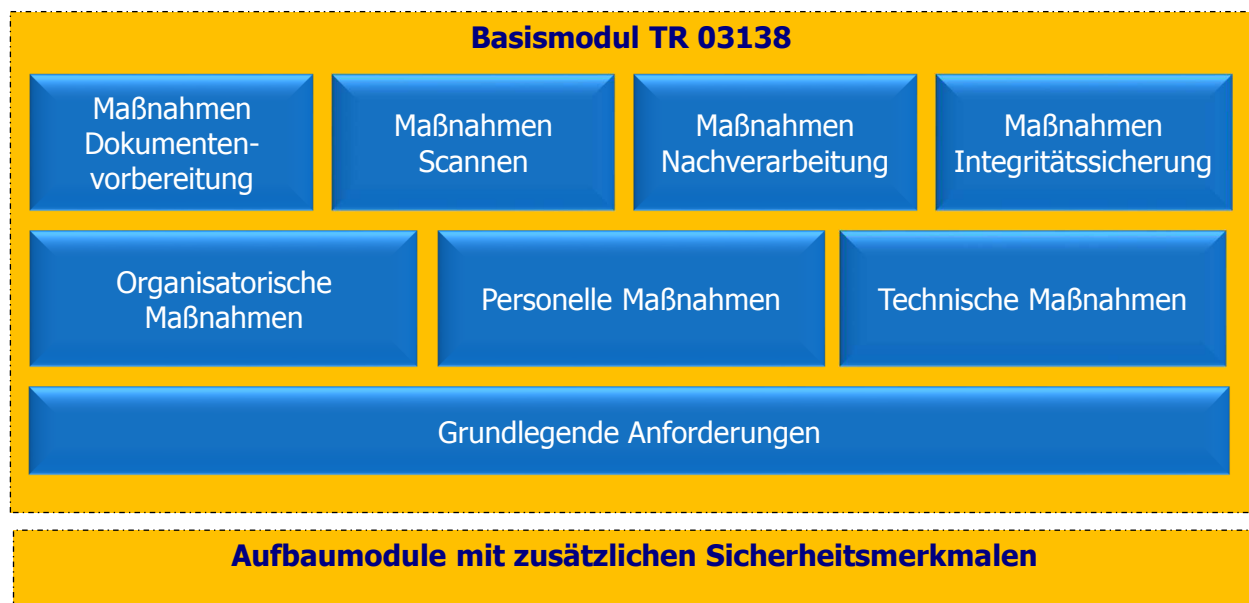 Basismodul TR 03138
Maßnahmen
Dokumenten-
vorbereitung
Maßnahmen
Scannen
Maßnahmen
Nachverarbeitung
Maßnahmen
Integritätssicherung
Organisatorische
Maßnahmen
Personelle Maßnahmen
Technische Maßnahmen
Grundlegende Anforderungen
Aufbaumodule mit zusätzlichen Sicherheitsmerkmalen